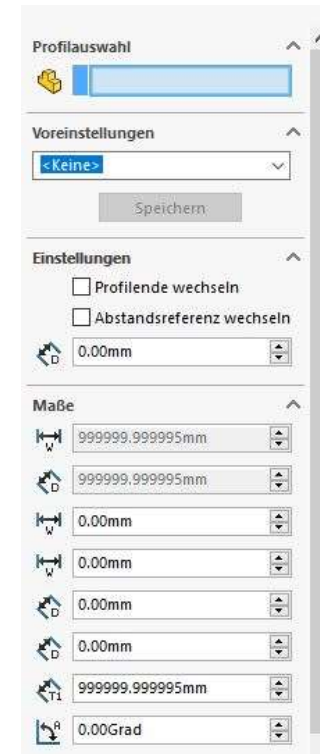 Profilauswahl
Voreinstellungen
<Keine>
Speichern
Einstellungen
Profilende wechseln
Abstandsreferenz wechseln
D 0.00mm
Maße
W 999999.999995mm
D 999999.999995mm
W 0.00mm
W 0.00mm
D 0.00mm
D 0.00mm
T1 999999.999995mm
A 0.00Grad